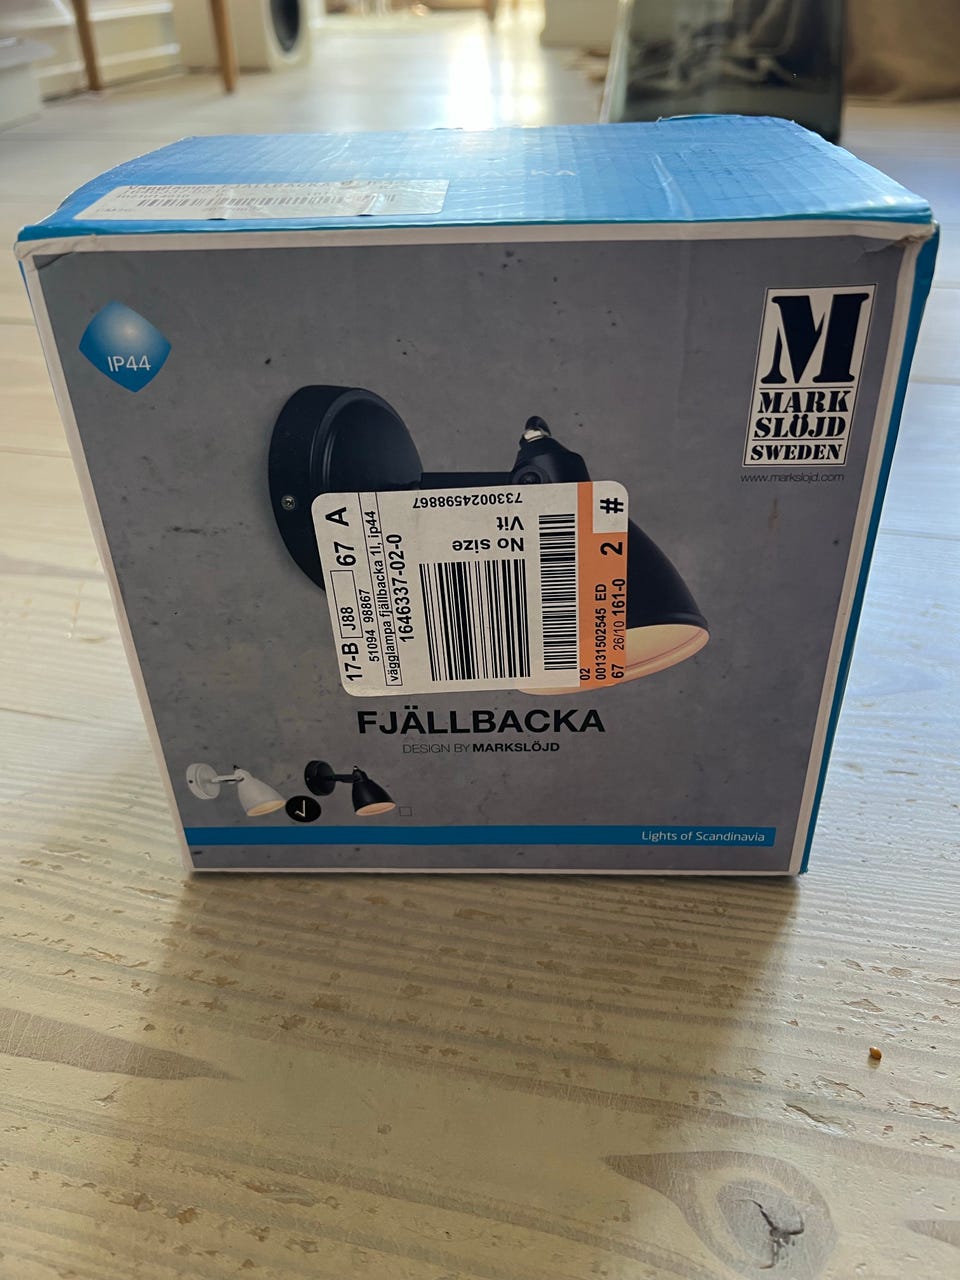 FJÄLLBACKA
IP44
M
MARK
SLÖJD
SWEDEN
www.markslojd.com
17-B J88 67 A
51094 98867
vägglampa fjällbacka 1l, ip44
1646337-02-0
7330024598867
Vit
No size
02
00131502545 ED
67 26/10 161-0 2 #
FJÄLLBACKA
DESIGN BY MARKSLÖJD
Lights of Scandinavia